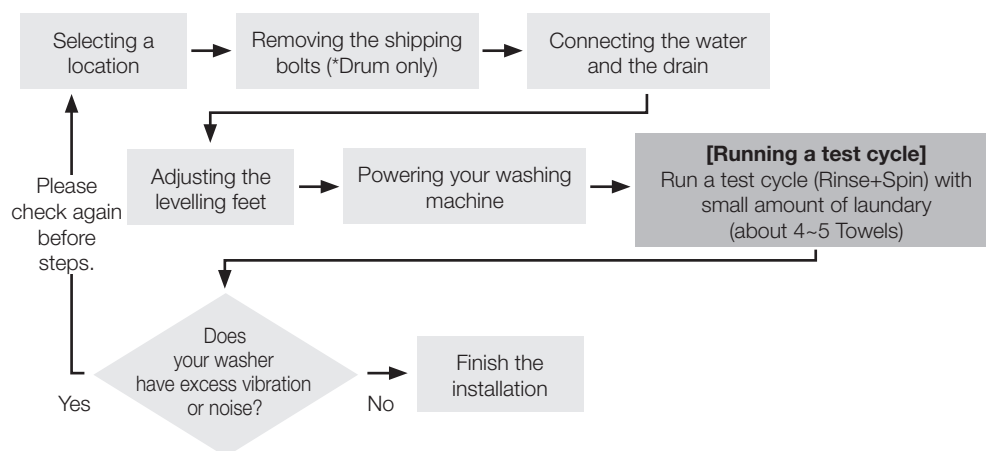 Selecting a
location
Removing the shipping
bolts (*Drum only)
Connecting the water
and the drain
Adjusting the
levelling feet
Powering your washing
machine
[Running a test cycle]
Run a test cycle (Rinse+Spin) with
small amount of laundary
(about 4~5 Towels)
Please
check again
before
steps.
Does
your washer
have excess vibration
or noise?
Yes
No
Finish the
installation